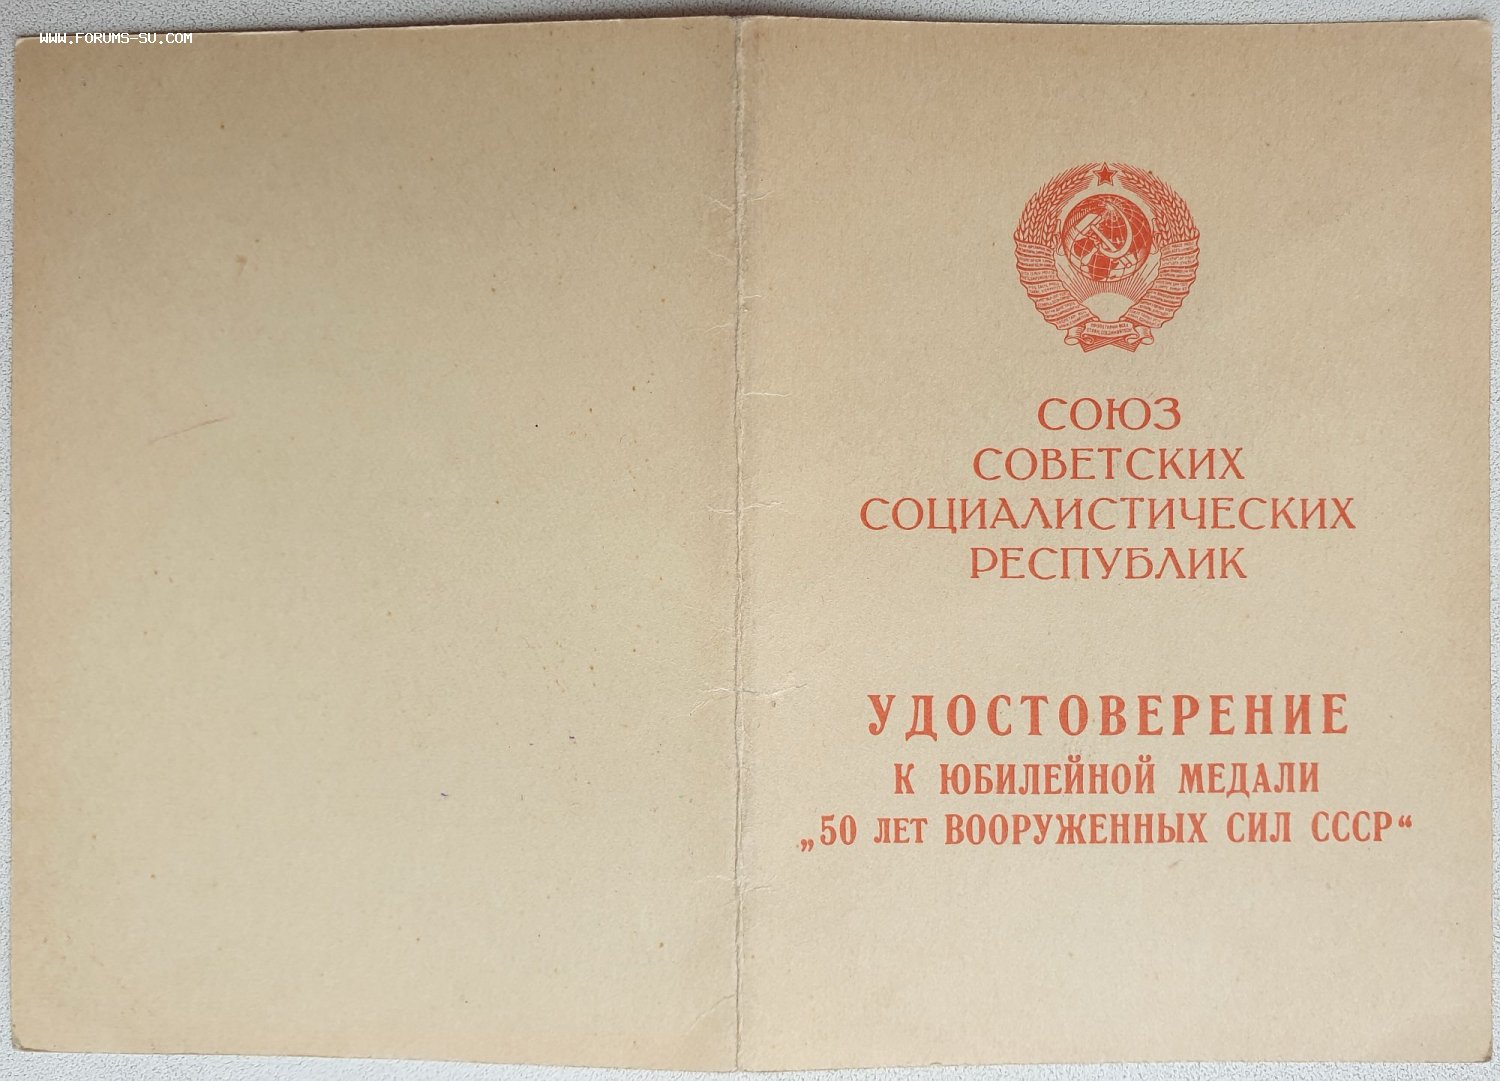 WWW.FORUMS-SU.COM
СОЮЗ
СОВЕТСКИХ
СОЦИАЛИСТИЧЕСКИХ
РЕСПУБЛИК
УДОСТОВЕРЕНИЕ
К ЮБИЛЕЙНОЙ МЕДАЛИ
„50 ЛЕТ ВООРУЖЕННЫХ СИЛ СССР“